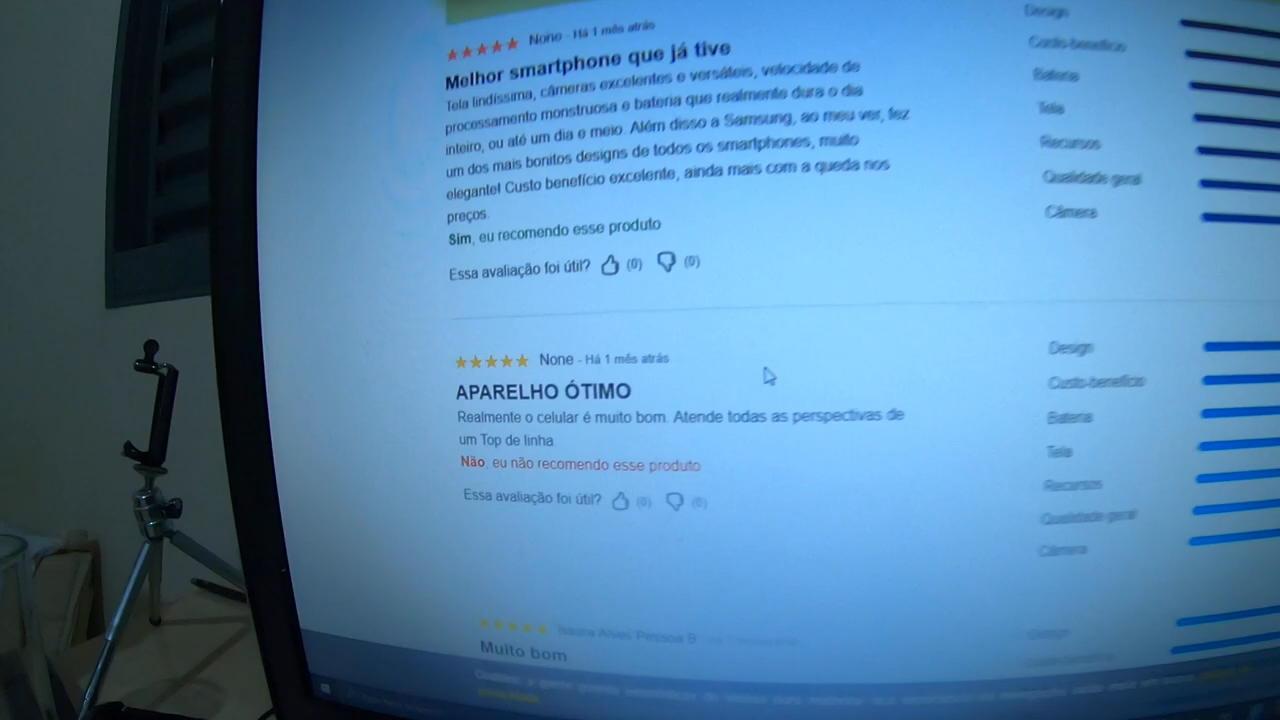 None - Há 1 mês atrás
Melhor smartphone que já tive
Tela lindíssima, câmeras excelentes e versáteis, velocidade de
processamento monstruosa e bateria que realmente dura o dia
inteiro, ou até um dia e meio. Além disso a Samsung, ao meu ver, fez
um dos mais bonitos designs de todos os smartphones, muito
elegante! Custo benefício excelente, ainda mais com a queda nos
preços.
Sim, eu recomendo esse produto
Essa avaliação foi útil? (0) (0)
Design
Custo-benefício
Bateria
Tela
Recursos
Qualidade geral
Câmera
None - Há 1 mês atrás
APARELHO ÓTIMO
Realmente o celular é muito bom. Atende todas as perspectivas de
um Top de linha
Não, eu não recomendo esse produto
Essa avaliação foi útil? (0) (0)
Design
Custo-benefício
Bateria
Tela
Recursos
Qualidade geral
Câmera
Isaura Alves Pessoa B
Muito bom
Design